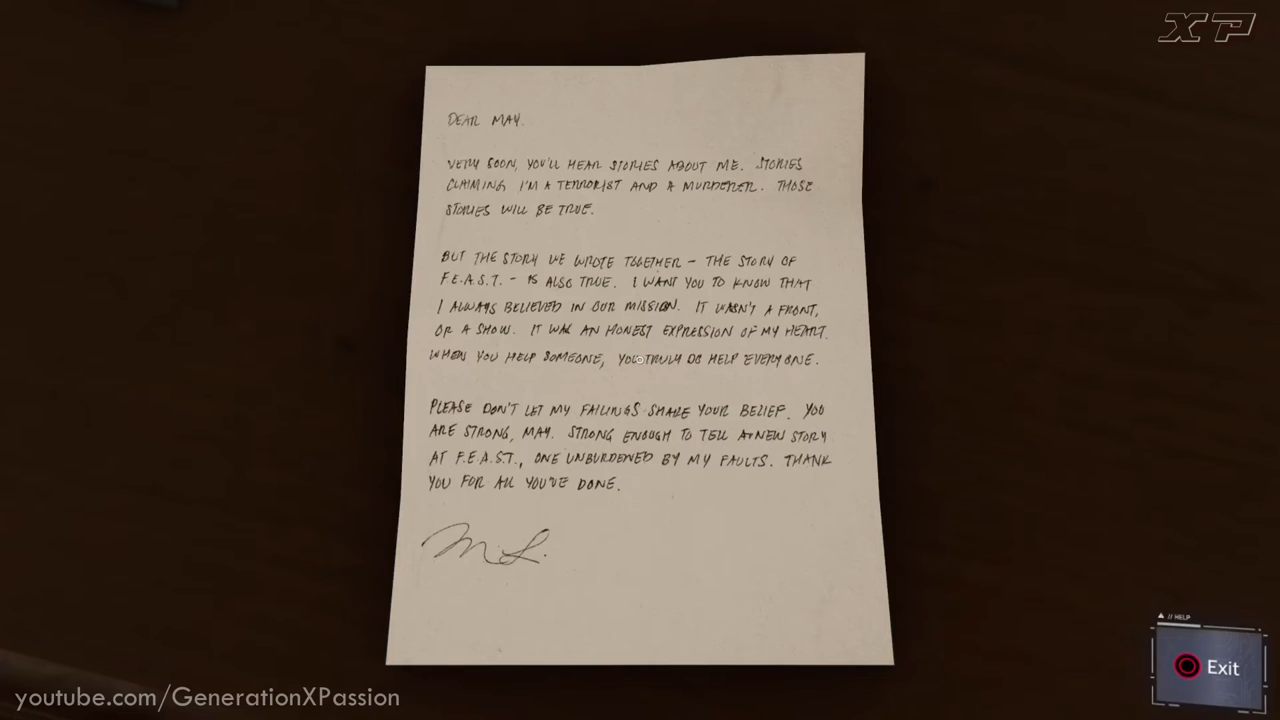 XP
DEAR MAY.
VERY SOON, YOU'LL HEAR STORIES ABOUT ME. STORIES
CLAIMING I'M A TERRORIST AND A MURDERER. THOSE
STORIES WILL BE TRUE.
BUT THE STORY WE WROTE TOGETHER - THE STORY OF
F.E.A.S.T. - IS ALSO TRUE. I WANT YOU TO KNOW THAT
I ALWAYS BELIEVED IN OUR MISSION. IT WASN'T A FRONT,
OR A SHOW. IT WAS AN HONEST EXPRESSION OF MY HEART.
WHEN YOU HELP SOMEONE, YOU TRULY DO HELP EVERYONE.
PLEASE DON'T LET MY FAILINGS SHAKE YOUR BELIEF. YOU
ARE STRONG, MAY. STRONG ENOUGH TO TELL A NEW STORY
AT F.E.A.S.T., ONE UNBURDENED BY MY FAULTS. THANK
YOU FOR ALL YOU'VE DONE.
M. L.
// HELP
Exit
youtube.com/GenerationXPassion